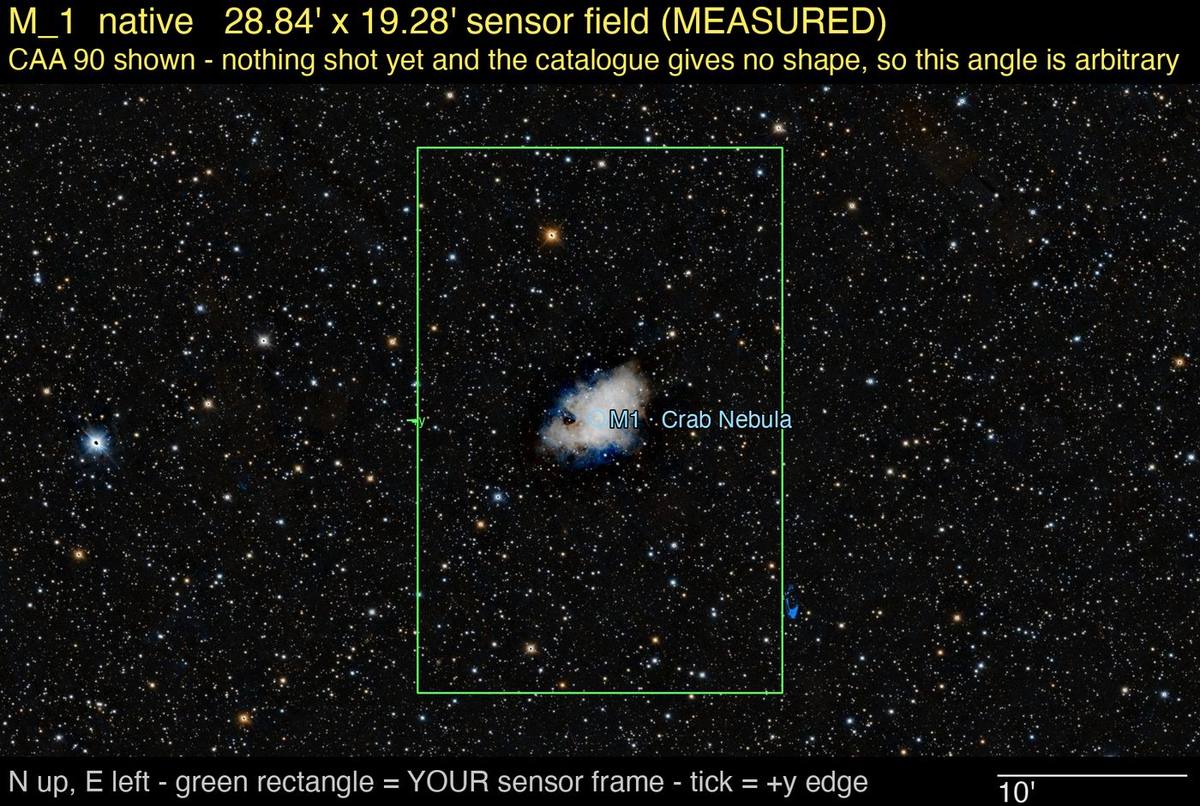 M_1 native 28.84' x 19.28' sensor field (MEASURED)
CAA 90 shown - nothing shot yet and the catalogue gives no shape, so this angle is arbitrary
+y
M1 · Crab Nebula
N up, E left - green rectangle = YOUR sensor frame - tick = +y edge
10'